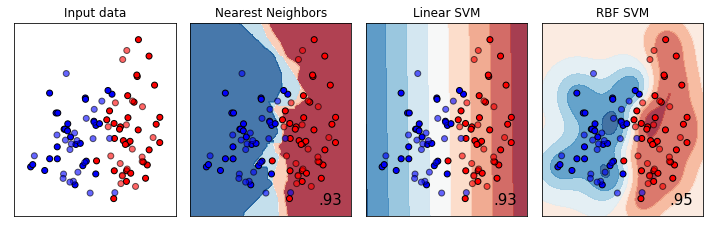 Input data
Nearest Neighbors
Linear SVM
RBF SVM
.93
.93
.95